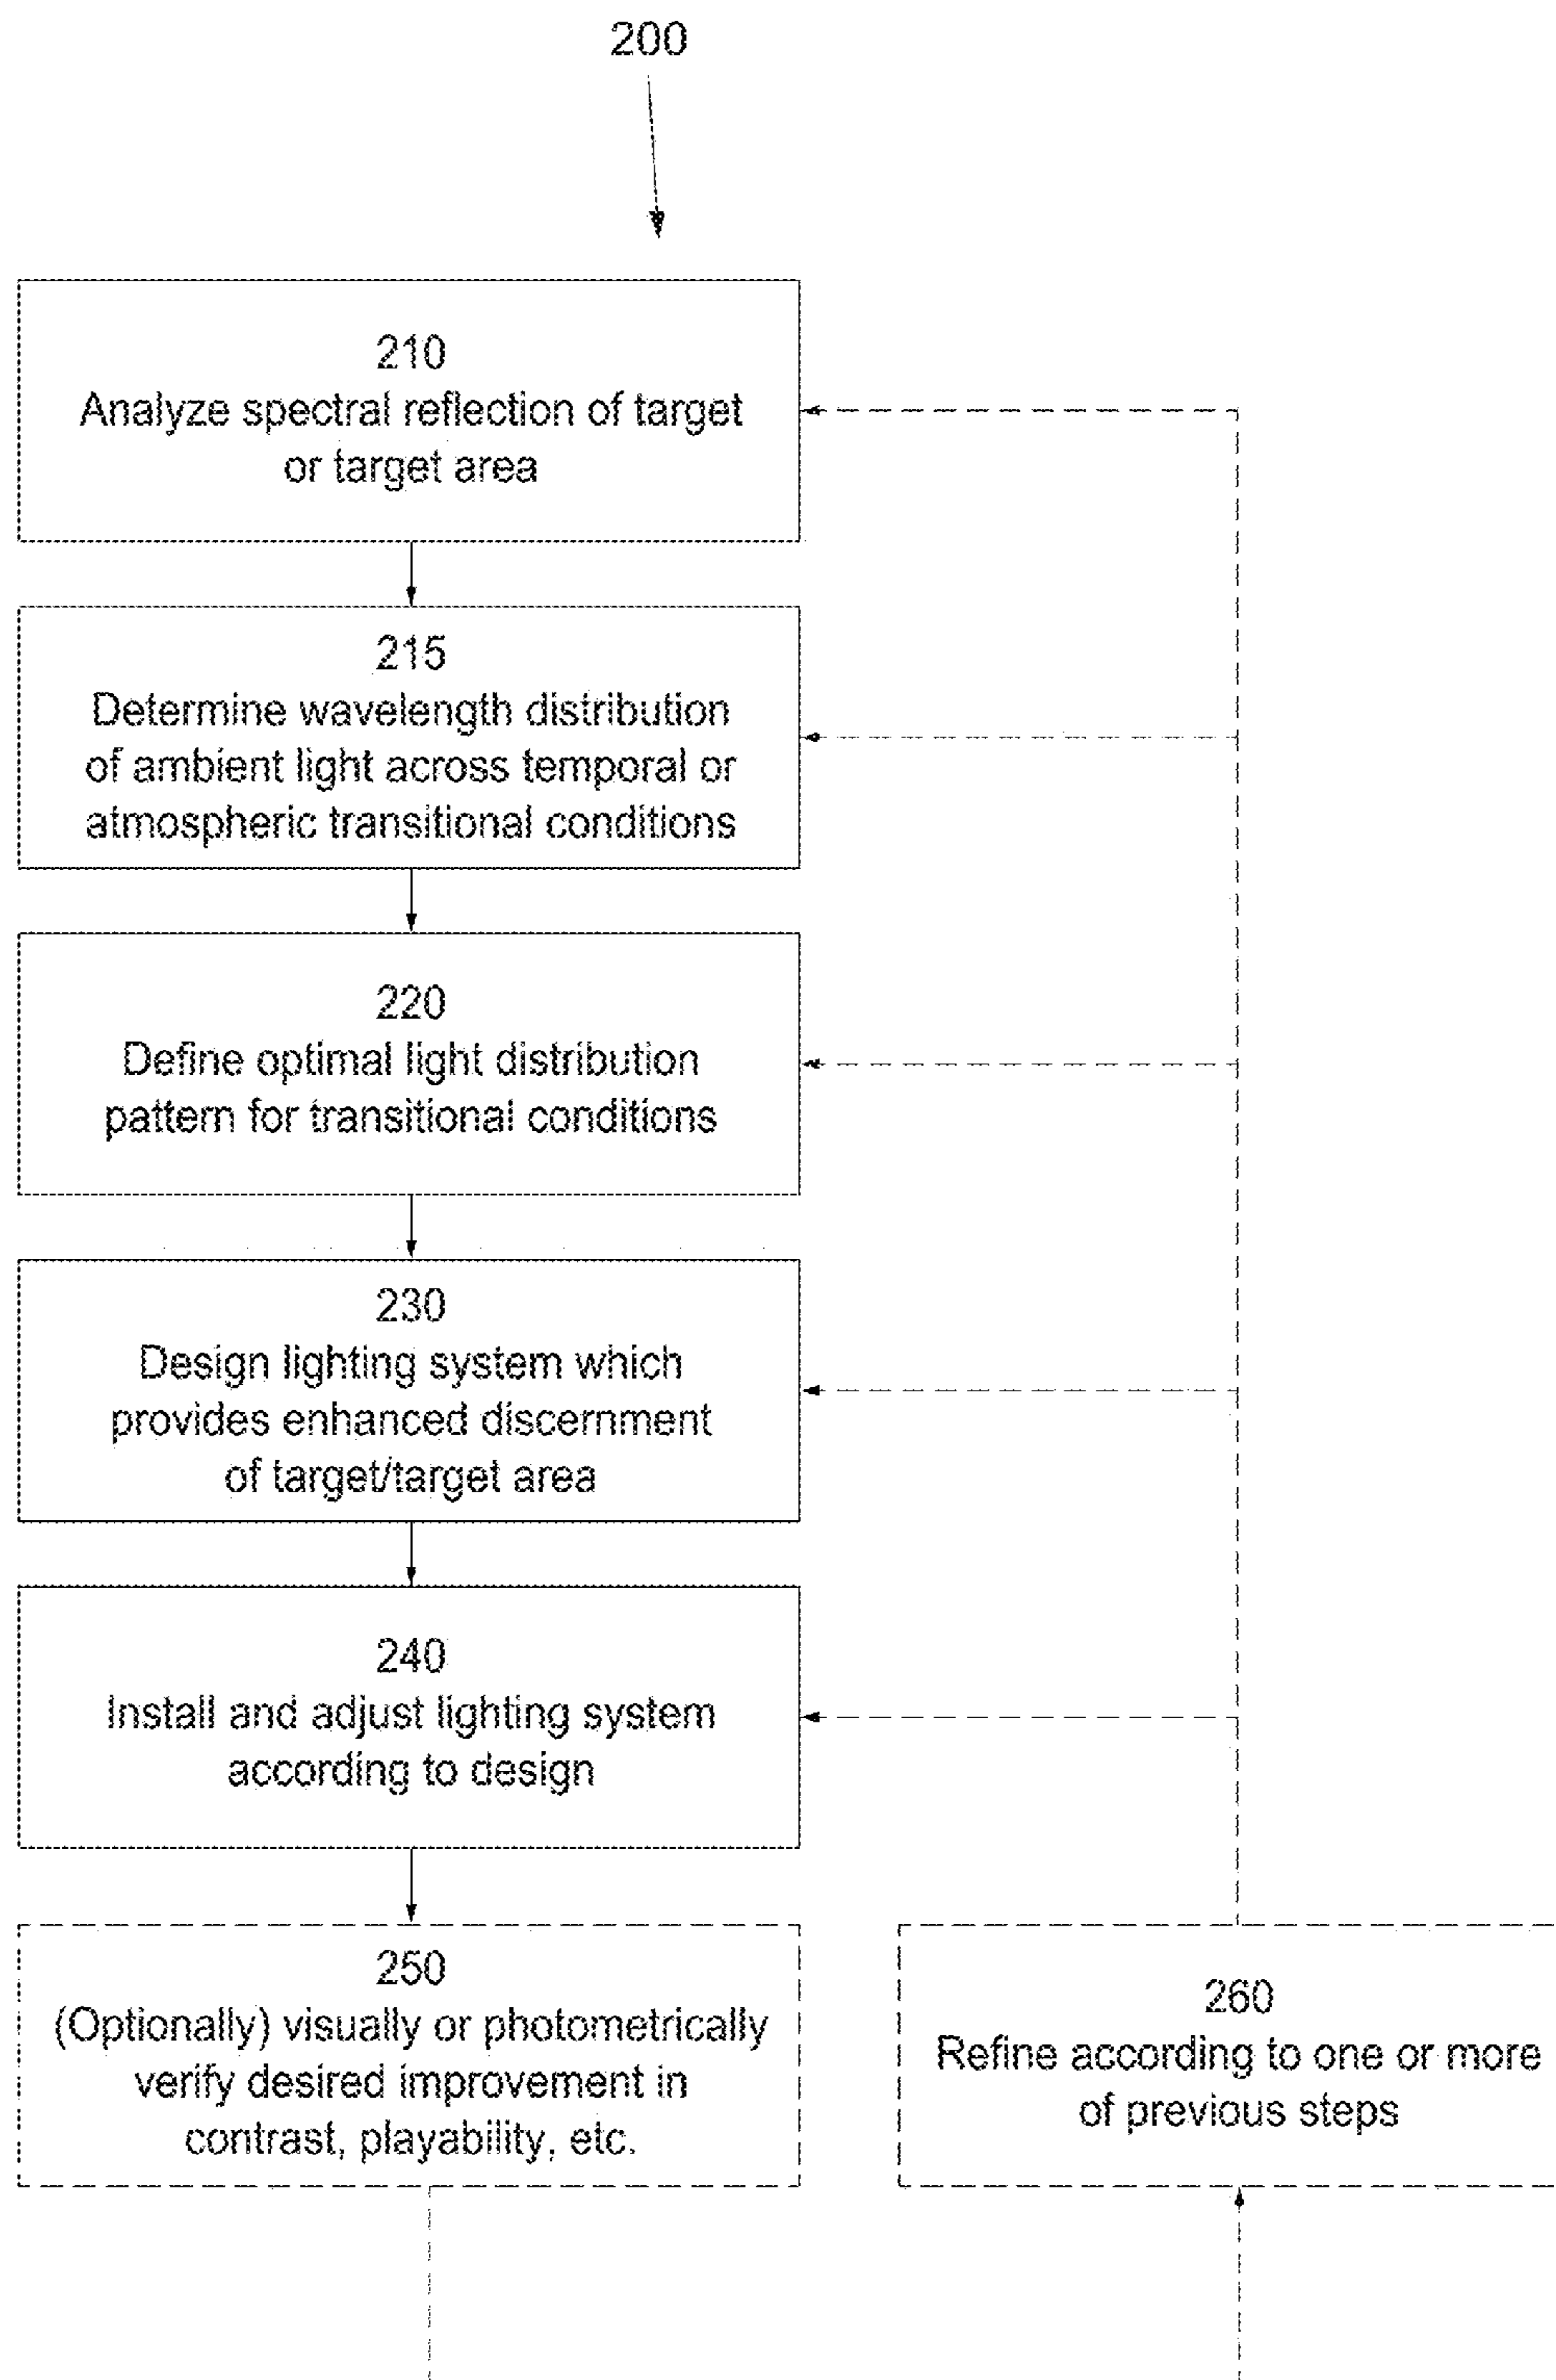 200
210
Analyze spectral reflection of target
or target area
215
Determine wavelength distribution
of ambient light across temporal or
atmospheric transitional conditions
220
Define optimal light distribution
pattern for transitional conditions
230
Design lighting system which
provides enhanced discernment
of target/target area
240
Install and adjust lighting system
according to design
250
(Optionally) visually or photometrically
verify desired improvement in
contrast, playability, etc.
260
Refine according to one or more
of previous steps